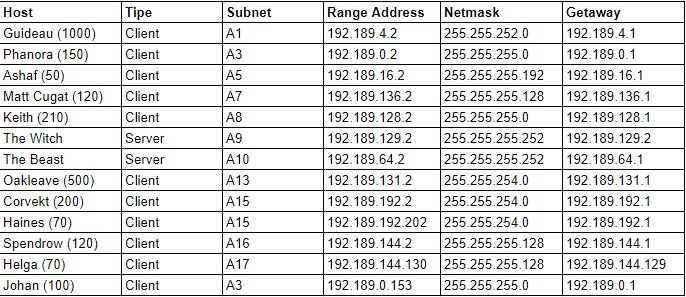 Host Tipe Subnet Range Address Netmask Getaway
Guideau (1000) Client A1 192.189.4.2 255.255.252.0 192.189.4.1
Phanora (150) Client A3 192.189.0.2 255.255.255.0 192.189.0.1
Ashaf (50) Client A5 192.189.16.2 255.255.255.192 192.189.16.1
Matt Cugat (120) Client A7 192.189.136.2 255.255.255.128 192.189.136.1
Keith (210) Client A8 192.189.128.2 255.255.255.0 192.189.128.1
The Witch Server A9 192.189.129.2 255.255.255.252 192.189.129.2
The Beast Server A10 192.189.64.2 255.255.255.252 192.189.64.1
Oakleave (500) Client A13 192.189.131.2 255.255.254.0 192.189.131.1
Corvekt (200) Client A15 192.189.192.2 255.255.254.0 192.189.192.1
Haines (70) Client A15 192.189.192.202 255.255.254.0 192.189.192.1
Spendrow (120) Client A16 192.189.144.2 255.255.255.128 192.189.144.1
Helga (70) Client A17 192.189.144.130 255.255.255.128 192.189.144.129
Johan (100) Client A3 192.189.0.153 255.255.255.0 192.189.0.1